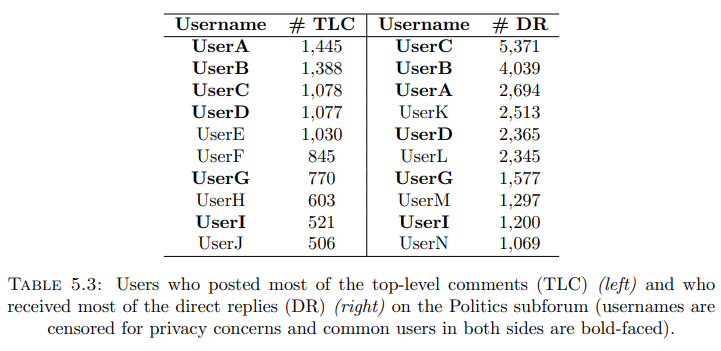 Username # TLC Username # DR
UserA 1,445 UserC 5,371
UserB 1,388 UserB 4,039
UserC 1,078 UserA 2,694
UserD 1,077 UserK 2,513
UserE 1,030 UserD 2,365
UserF 845 UserL 2,345
UserG 770 UserG 1,577
UserH 603 UserM 1,297
UserI 521 UserI 1,200
UserJ 506 UserN 1,069
TABLE 5.3: Users who posted most of the top-level comments (TLC) (left) and who
received most of the direct replies (DR) (right) on the Politics subforum (usernames are
censored for privacy concerns and common users in both sides are bold-faced).